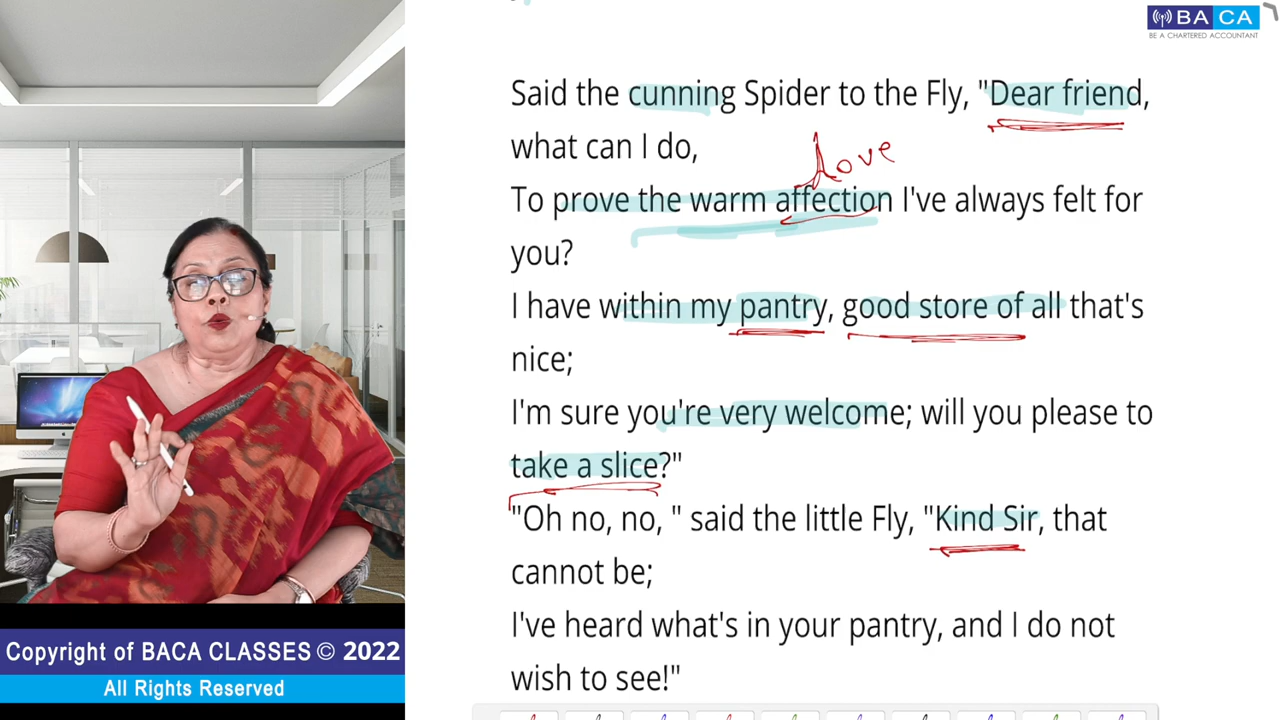 BACA
BE A CHARTERED ACCOUNTANT
Said the cunning Spider to the Fly, "Dear friend,
what can I do,
love
To prove the warm affection I've always felt for
you?
I have within my pantry, good store of all that's
nice;
I'm sure you're very welcome; will you please to
take a slice?"
"Oh no, no, " said the little Fly, "Kind Sir, that
cannot be;
I've heard what's in your pantry, and I do not
wish to see!"
Copyright of BACA CLASSES © 2022
All Rights Reserved